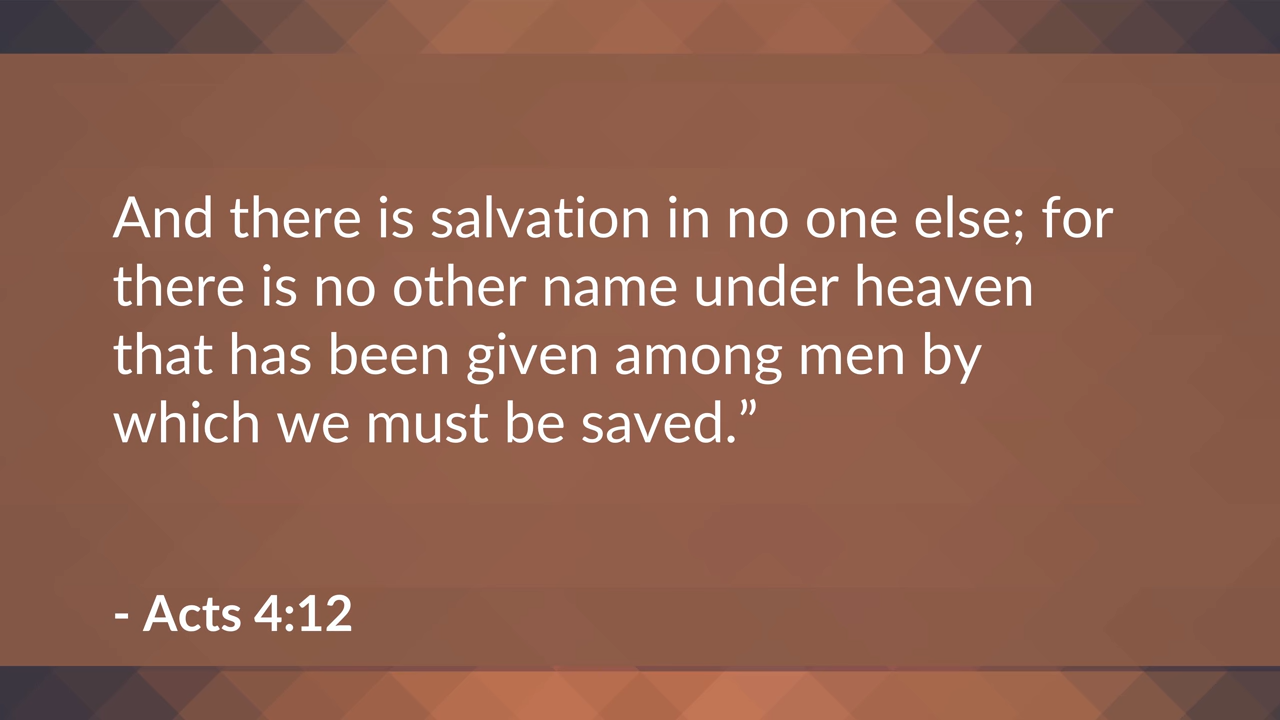 And there is salvation in no one else; for
there is no other name under heaven
that has been given among men by
which we must be saved.”
- Acts 4:12